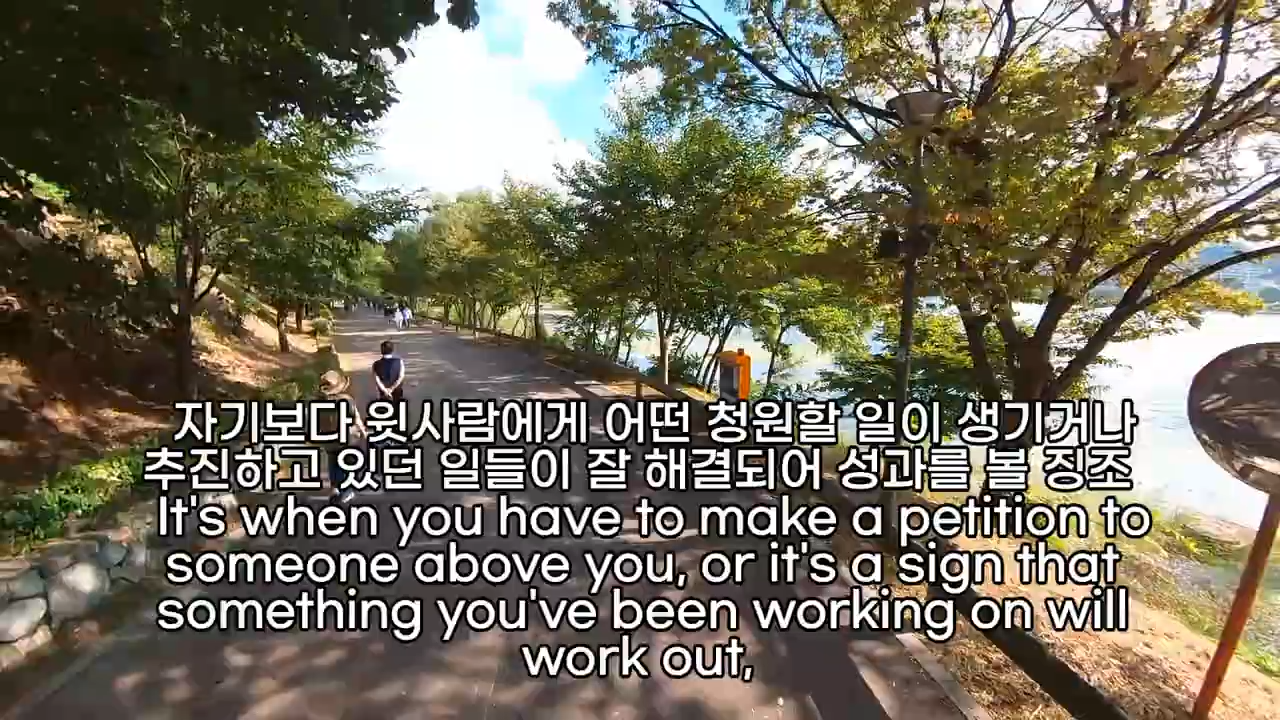 자기보다 윗사람에게 어떤 청원할 일이 생기거나
추진하고 있던 일들이 잘 해결되어 성과를 볼 징조
It's when you have to make a petition to
someone above you, or it's a sign that
something you've been working on will
work out,